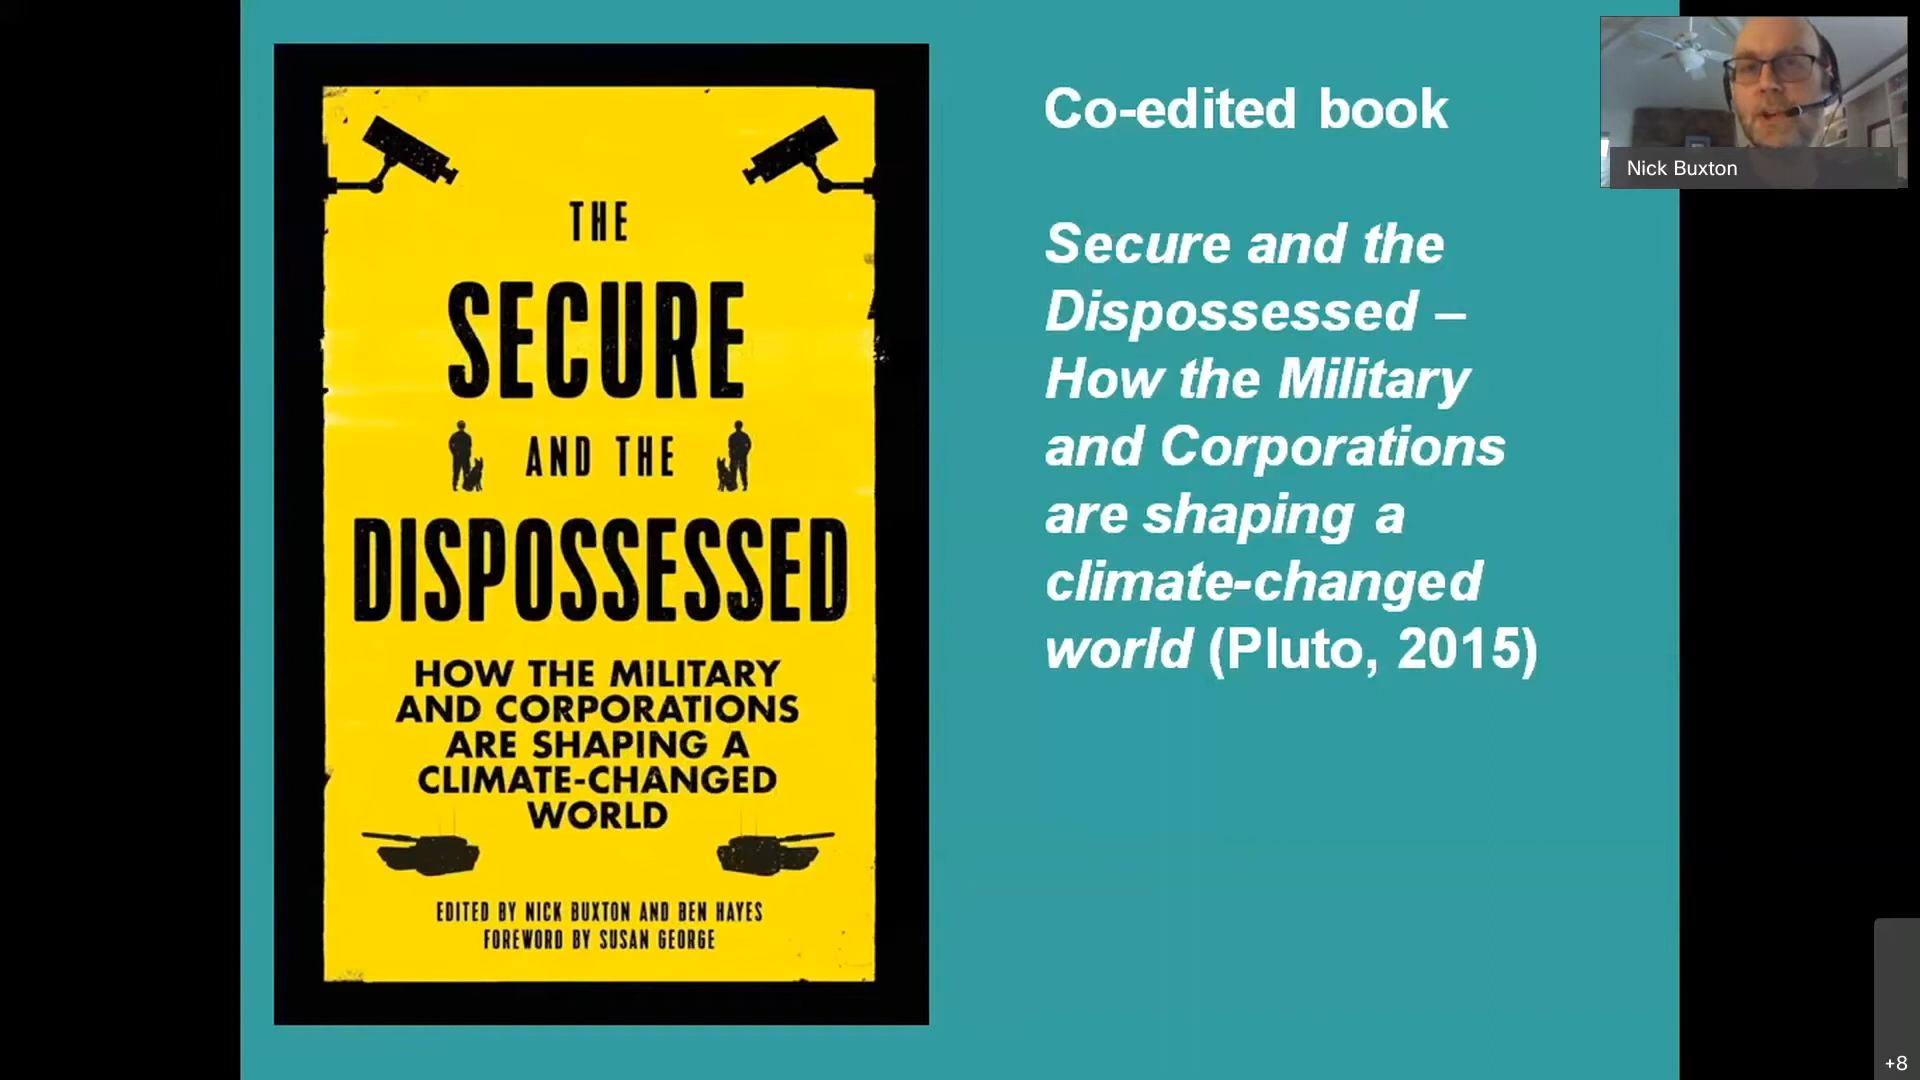 THE
SECURE
AND THE
DISPOSSESSED
HOW THE MILITARY
AND CORPORATIONS
ARE SHAPING A
CLIMATE-CHANGED
WORLD
EDITED BY NICK BUXTON AND BEN HAYES
FOREWORD BY SUSAN GEORGE
Co-edited book
Secure and the
Dispossessed –
How the Military
and Corporations
are shaping a
climate-changed
world (Pluto, 2015)
Nick Buxton
+8